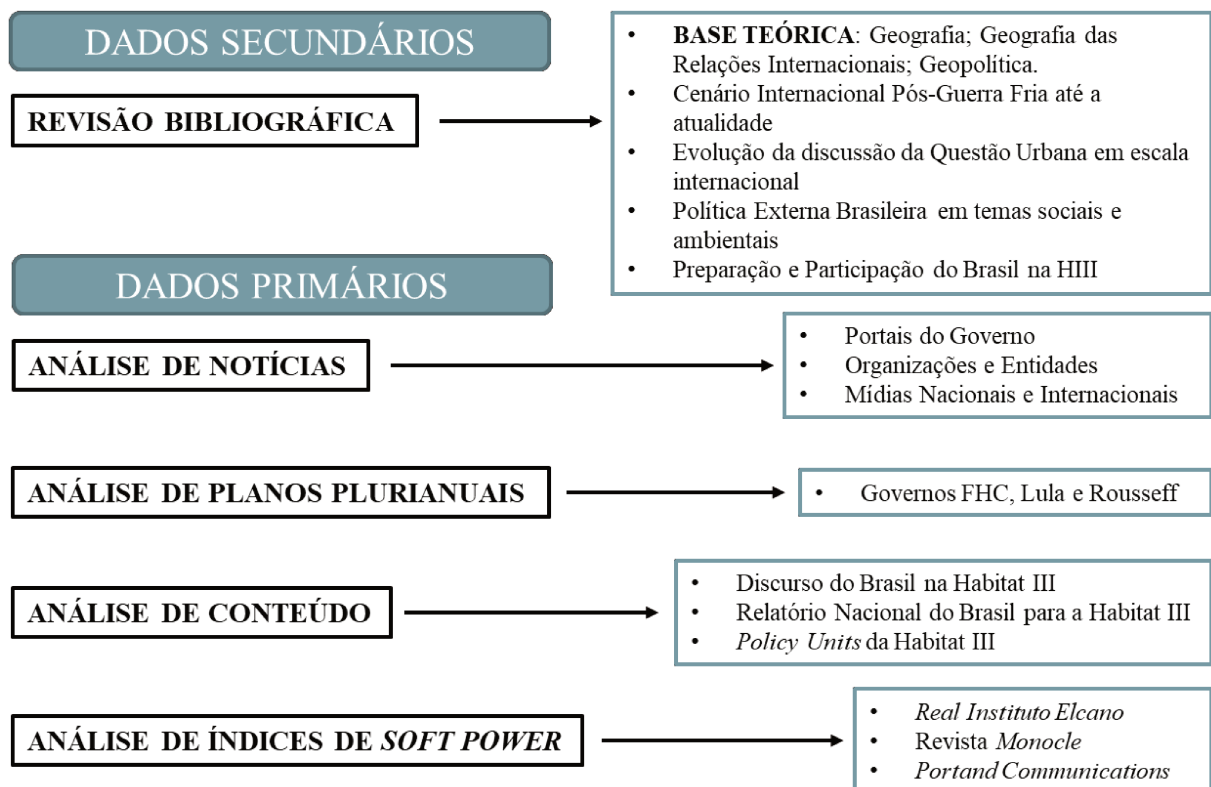 DADOS SECUNDÁRIOS
REVISÃO BIBLIOGRÁFICA
• BASE TEÓRICA: Geografia; Geografia das
Relações Internacionais; Geopolítica.
• Cenário Internacional Pós-Guerra Fria até a
atualidade
• Evolução da discussão da Questão Urbana em escala
internacional
• Política Externa Brasileira em temas sociais e
ambientais
• Preparação e Participação do Brasil na HIII
DADOS PRIMÁRIOS
ANÁLISE DE NOTÍCIAS
• Portais do Governo
• Organizações e Entidades
• Mídias Nacionais e Internacionais
ANÁLISE DE PLANOS PLURIANUAIS
• Governos FHC, Lula e Rousseff
ANÁLISE DE CONTEÚDO
• Discurso do Brasil na Habitat III
• Relatório Nacional do Brasil para a Habitat III
• Policy Units da Habitat III
ANÁLISE DE ÍNDICES DE SOFT POWER
• Real Instituto Elcano
• Revista Monocle
• Portand Communications